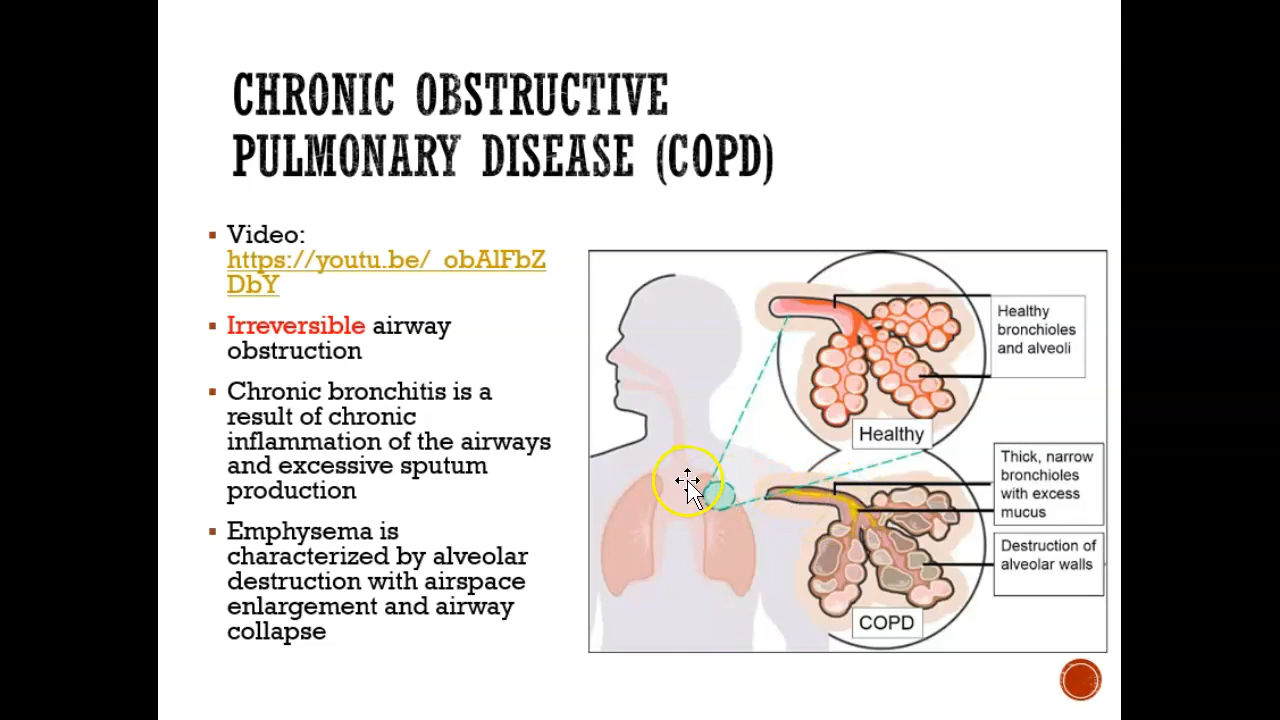 CHRONIC OBSTRUCTIVE
PULMONARY DISEASE (COPD)
Video:
https://youtu.be/_obAlFbZ
DbY
Irreversible airway
obstruction
Chronic bronchitis is a
result of chronic
inflammation of the airways
and excessive sputum
production
Emphysema is
characterized by alveolar
destruction with airspace
enlargement and airway
collapse
Healthy
bronchioles
and alveoli
Healthy
Thick, narrow
bronchioles
with excess
mucus
Destruction of
alveolar walls
COPD